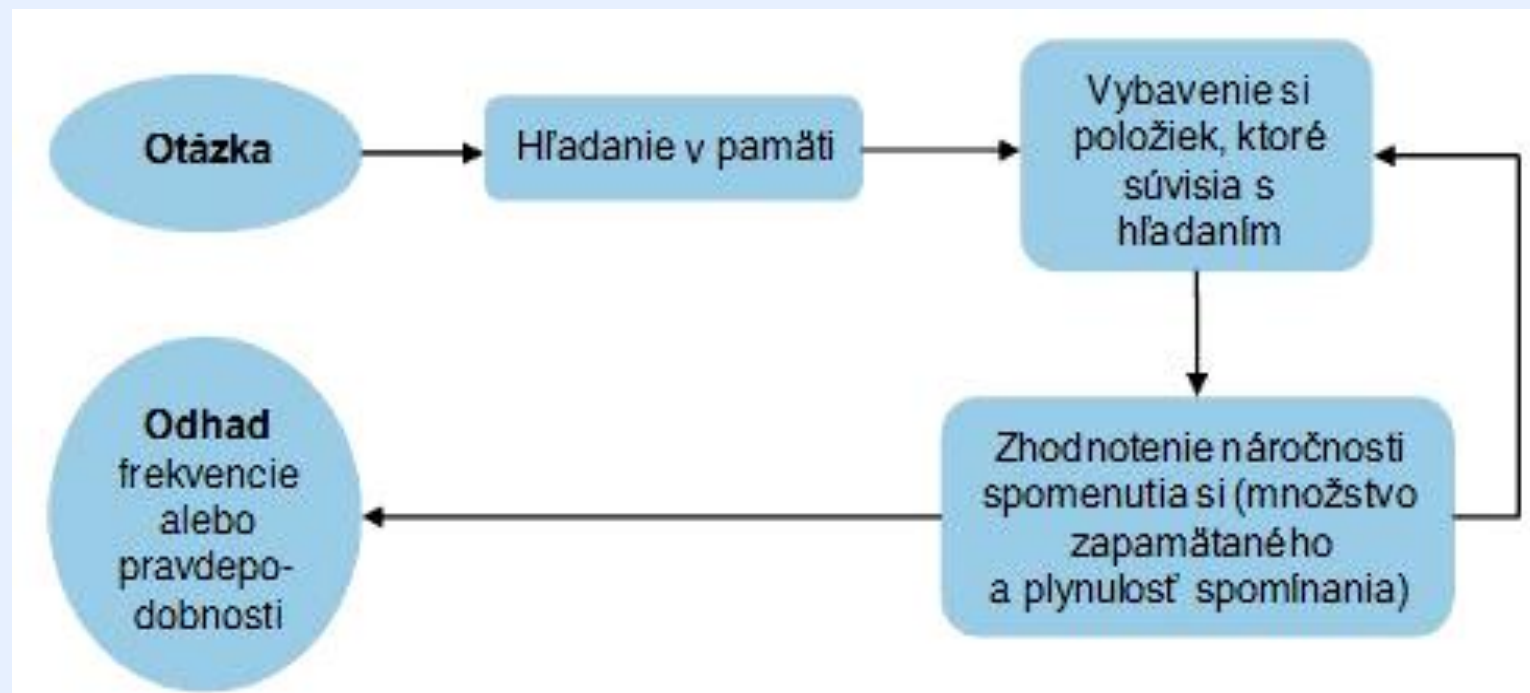 Otázka
Hľadanie v pamäti
Vybavenie si
položiek, ktoré
súvisia s
hľadaním
Zhodnotenie náročnosti
spomenutia si (množstvo
zapamätaného
a plynulosť spomínania)
Odhad
frekvencie
alebo
pravdepo-
dobnosti